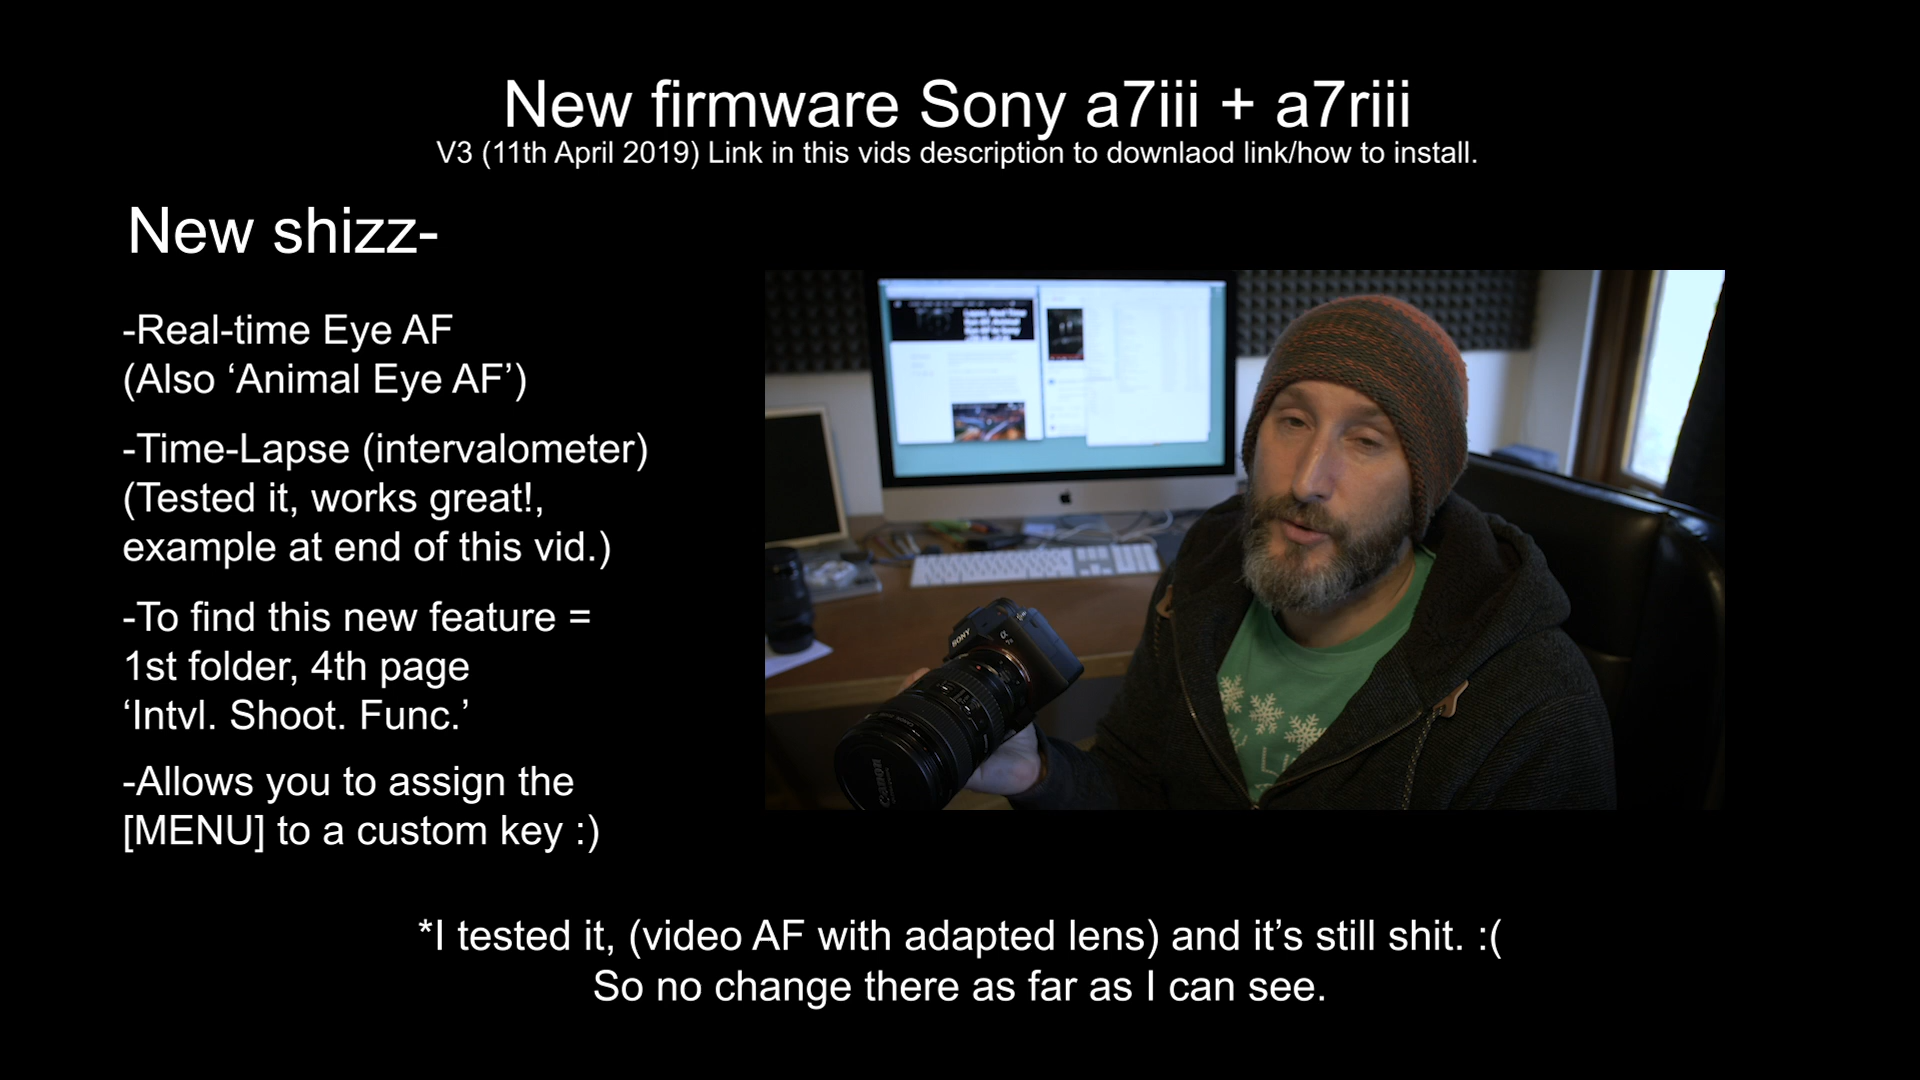 New firmware Sony a7iii + a7riii
V3 (11th April 2019) Link in this vids description to downlaod link/how to install.
New shizz-
-Real-time Eye AF
(Also ‘Animal Eye AF’)
-Time-Lapse (intervalometer)
(Tested it, works great!,
example at end of this vid.)
-To find this new feature =
1st folder, 4th page
‘Intvl. Shoot. Func.’
-Allows you to assign the
[MENU] to a custom key :)
SONY
Canon
*I tested it, (video AF with adapted lens) and it’s still shit. :(
So no change there as far as I can see.